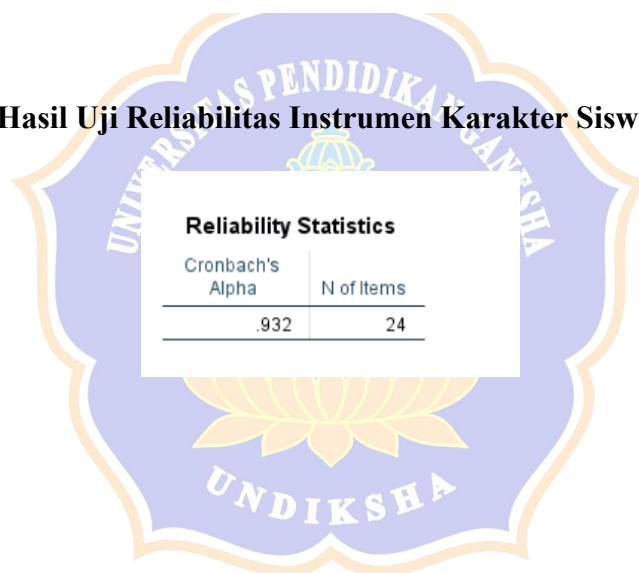 Hasil Uji Reliabilitas Instrumen Karakter Sisw
UNIVERSITAS PENDIDIKAN GANESHA
Reliability Statistics
Cronbach's Alpha N of Items
.932 24
UNDIKSHA